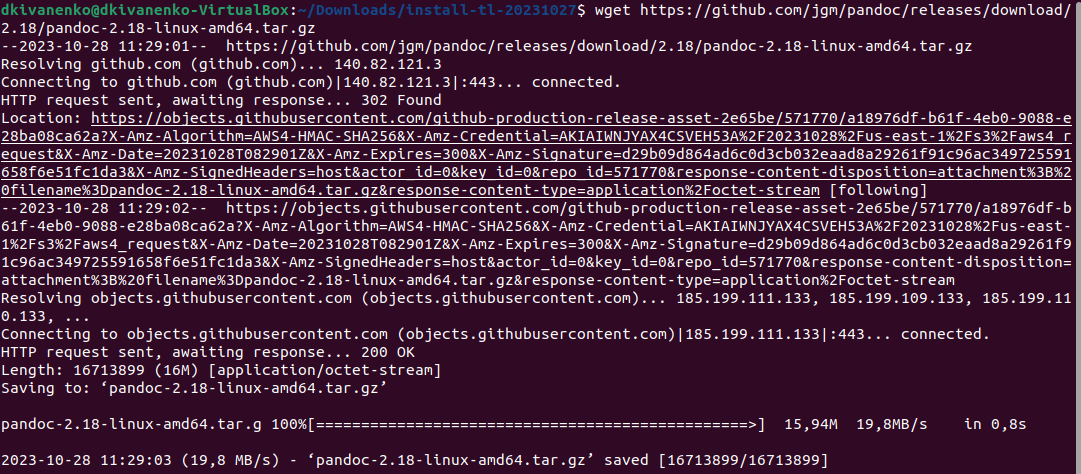 dkivanenko@dkivanenko-VirtualBox:~/Downloads/install-tl-20231027$ wget https://github.com/jgm/pandoc/releases/download/
2.18/pandoc-2.18-linux-amd64.tar.gz
--2023-10-28 11:29:01--  https://github.com/jgm/pandoc/releases/download/2.18/pandoc-2.18-linux-amd64.tar.gz
Resolving github.com (github.com)... 140.82.121.3
Connecting to github.com (github.com)|140.82.121.3|:443... connected.
HTTP request sent, awaiting response... 302 Found
Location: https://objects.githubusercontent.com/github-production-release-asset-2e65be/571770/a18976df-b61f-4eb0-9088-e
28ba08ca62a?X-Amz-Algorithm=AWS4-HMAC-SHA256&X-Amz-Credential=AKIAIWNJYAX4CSVEH53A%2F20231028%2Fus-east-1%2Fs3%2Faws4_r
equest&X-Amz-Date=20231028T082901Z&X-Amz-Expires=300&X-Amz-Signature=d29b09d864ad6c0d3cb032eaad8a29261f91c96ac349725591
658f6e51fc1da3&X-Amz-SignedHeaders=host&actor_id=0&key_id=0&repo_id=571770&response-content-disposition=attachment%3B%2
0filename%3Dpandoc-2.18-linux-amd64.tar.gz&response-content-type=application%2Foctet-stream [following]
--2023-10-28 11:29:02--  https://objects.githubusercontent.com/github-production-release-asset-2e65be/571770/a18976df-b
61f-4eb0-9088-e28ba08ca62a?X-Amz-Algorithm=AWS4-HMAC-SHA256&X-Amz-Credential=AKIAIWNJYAX4CSVEH53A%2F20231028%2Fus-east-
1%2Fs3%2Faws4_request&X-Amz-Date=20231028T082901Z&X-Amz-Expires=300&X-Amz-Signature=d29b09d864ad6c0d3cb032eaad8a29261f9
1c96ac349725591658f6e51fc1da3&X-Amz-SignedHeaders=host&actor_id=0&key_id=0&repo_id=571770&response-content-disposition=
attachment%3B%20filename%3Dpandoc-2.18-linux-amd64.tar.gz&response-content-type=application%2Foctet-stream
Resolving objects.githubusercontent.com (objects.githubusercontent.com)... 185.199.111.133, 185.199.109.133, 185.199.11
0.133, ...
Connecting to objects.githubusercontent.com (objects.githubusercontent.com)|185.199.111.133|:443... connected.
HTTP request sent, awaiting response... 200 OK
Length: 16713899 (16M) [application/octet-stream]
Saving to: ‘pandoc-2.18-linux-amd64.tar.gz’
pandoc-2.18-linux-amd64.tar.g 100%[================================================>]  15,94M  19,8MB/s    in 0,8s
2023-10-28 11:29:03 (19,8 MB/s) - ‘pandoc-2.18-linux-amd64.tar.gz’ saved [16713899/16713899]